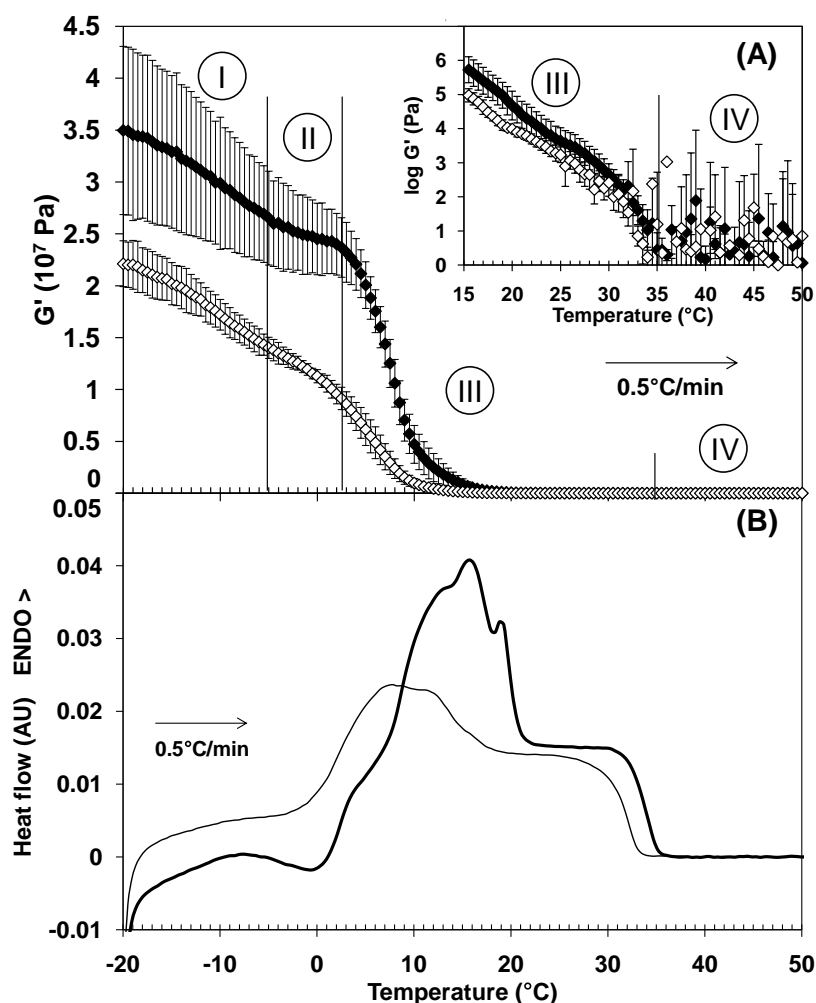 4.5
4
3.5
3
2.5
2
1.5
1
0.5
0
G' (10⁷ Pa)
I
II
III
IV
(A)
6
5
4
3
2
1
0
log G' (Pa)
III
IV
15 20 25 30 35 40 45 50
Temperature (°C)
0.5°C/min
(B)
0.05
0.04
0.03
0.02
0.01
0
-0.01
Heat flow (AU) ENDO >
0.5°C/min
-20 -10 0 10 20 30 40 50
Temperature (°C)